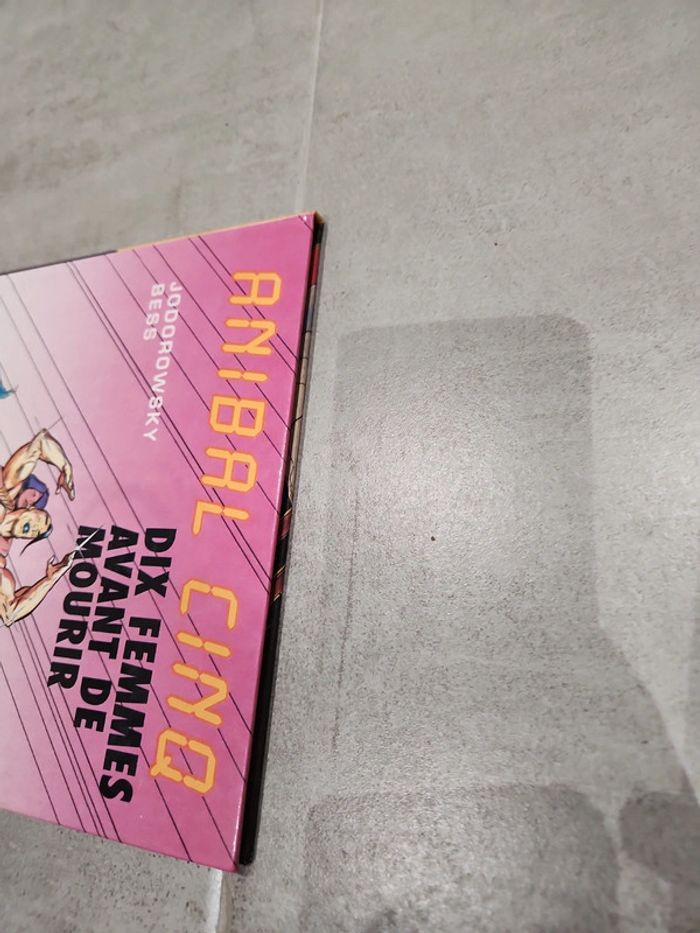 ANIBAL CINQ
JODOROWSKY
BESS
DIX FEMMES
AVANT DE
MOURIR